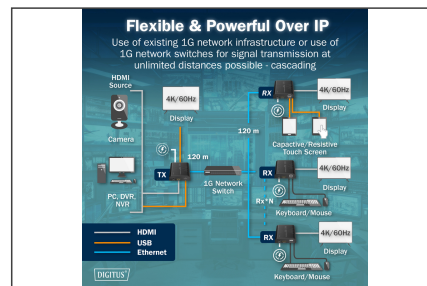 Flexible & Powerful Over IP
Use of existing 1G network infrastructure or use of
1G network switches for signal transmission at
unlimited distances possible - cascading
HDMI
Source
Camera
PC, DVR,
NVR
4K/60Hz
Display
TX
120 m
1G Network
Switch
120 m
RX
4K/60Hz
Display
Capactive/Resistive
Touch Screen
RX
4K/60Hz
Display
Keyboard/Mouse
Rx*N
RX
4K/60Hz
Display
Keyboard/Mouse
HDMI
USB
Ethernet
DIGITUS